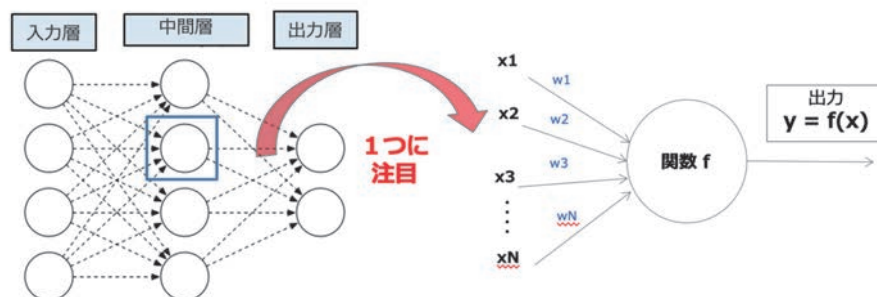 入力層
中間層
出力層
1つに
注目
x1
x2
x3
xN
w1
w2
w3
wN
関数 f
出力
y = f(x)